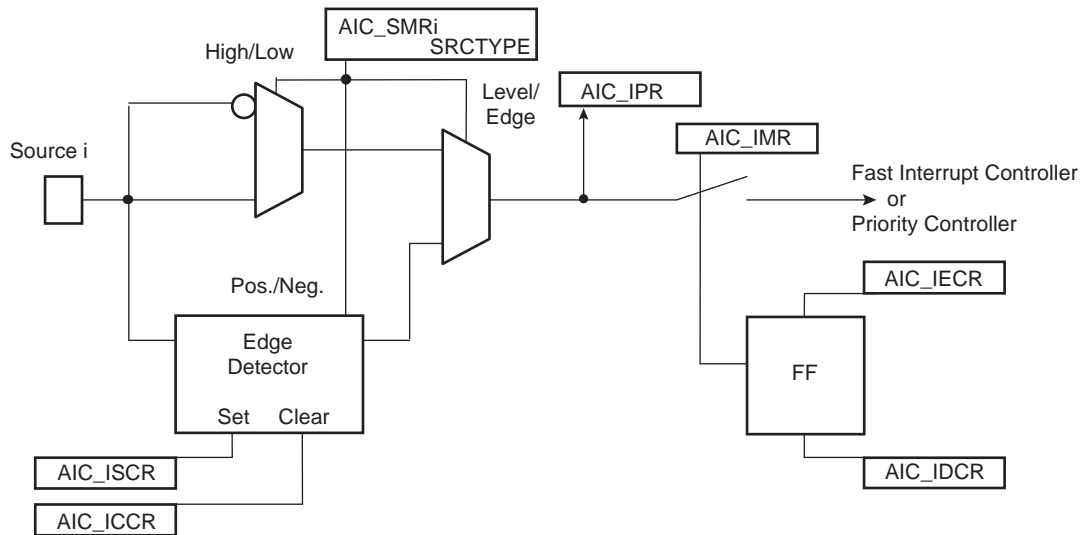 AIC_SMRi
SRCTYPE
High/Low
Level/
Edge
AIC_IPR
AIC_IMR
Source i
Fast Interrupt Controller
or
Priority Controller
Pos./Neg.
AIC_IECR
Edge
Detector
FF
Set Clear
AIC_ISCR
AIC_IDCR
AIC_ICCR